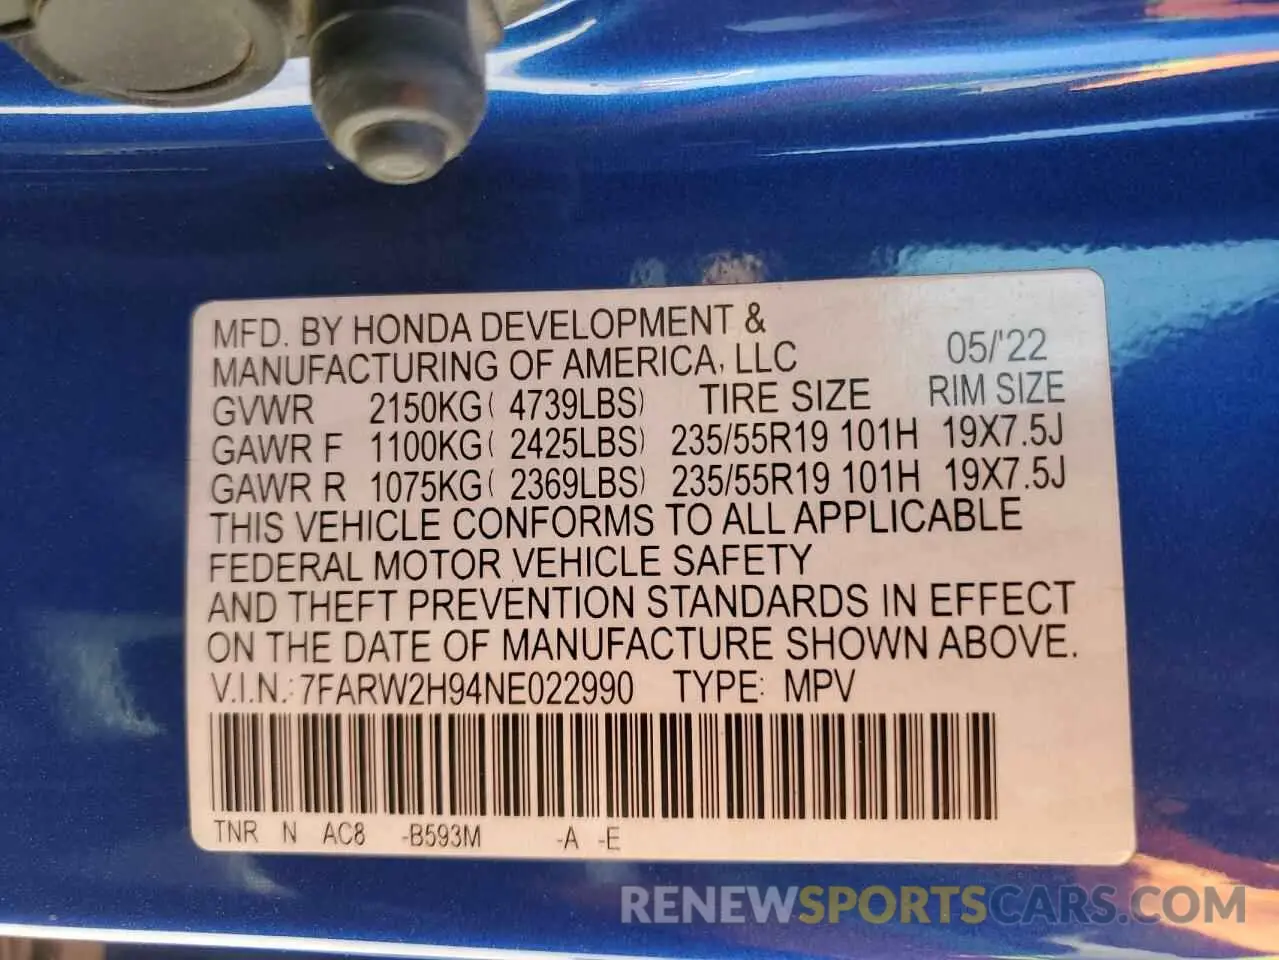 MFD. BY HONDA DEVELOPMENT &
MANUFACTURING OF AMERICA, LLC 05/'22
GVWR 2150KG( 4739LBS) TIRE SIZE RIM SIZE
GAWR F 1100KG( 2425LBS) 235/55R19 101H 19X7.5J
GAWR R 1075KG( 2369LBS) 235/55R19 101H 19X7.5J
THIS VEHICLE CONFORMS TO ALL APPLICABLE
FEDERAL MOTOR VEHICLE SAFETY
AND THEFT PREVENTION STANDARDS IN EFFECT
ON THE DATE OF MANUFACTURE SHOWN ABOVE.
V.I.N.: 7FARW2H94NE022990 TYPE: MPV
TNR N AC8 -B593M -A -E
RENEWSPORTSCARS.COM